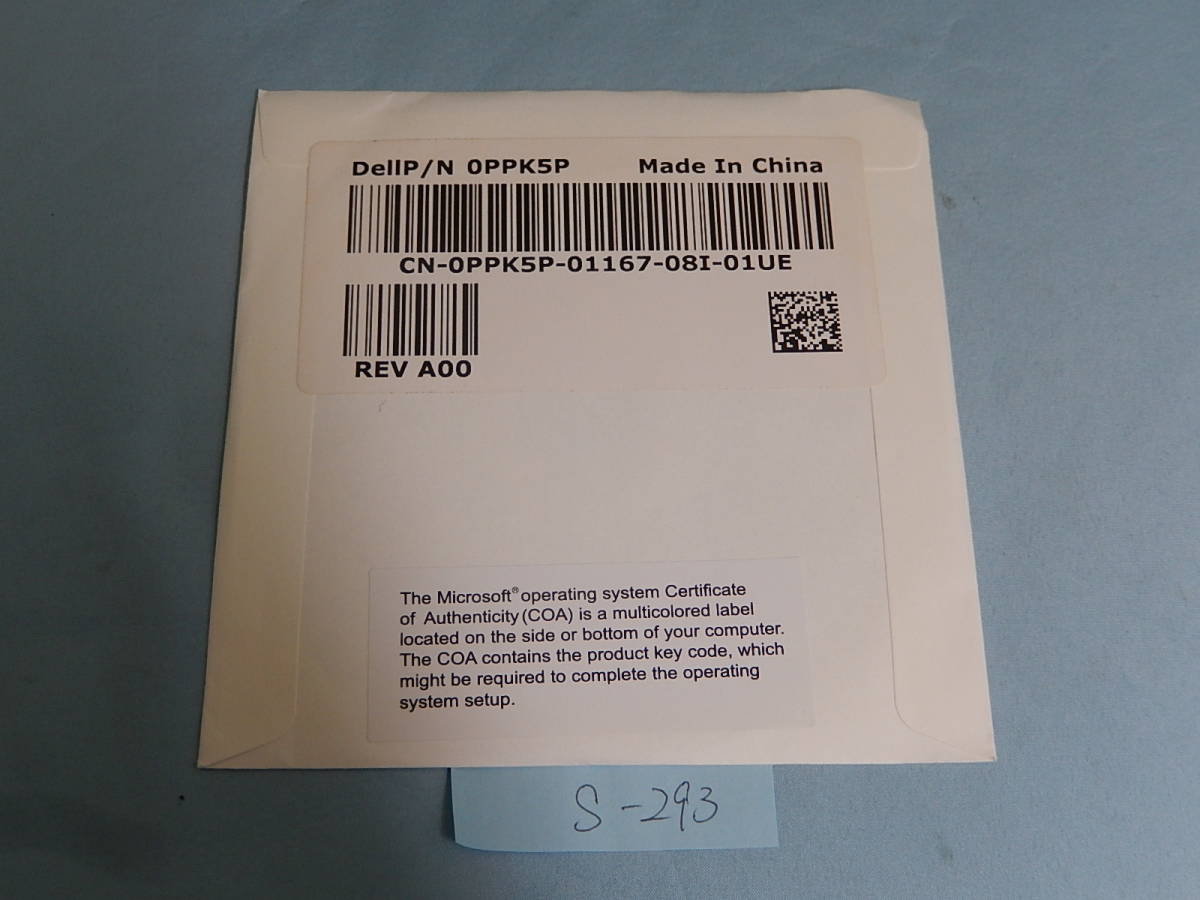 DellP/N 0PPK5P Made In China
CN-0PPK5P-01167-08I-01UE
REV A00
The Microsoft® operating system Certificate
of Authenticity (COA) is a multicolored label
located on the side or bottom of your computer.
The COA contains the product key code, which
might be required to complete the operating
system setup.
S-293